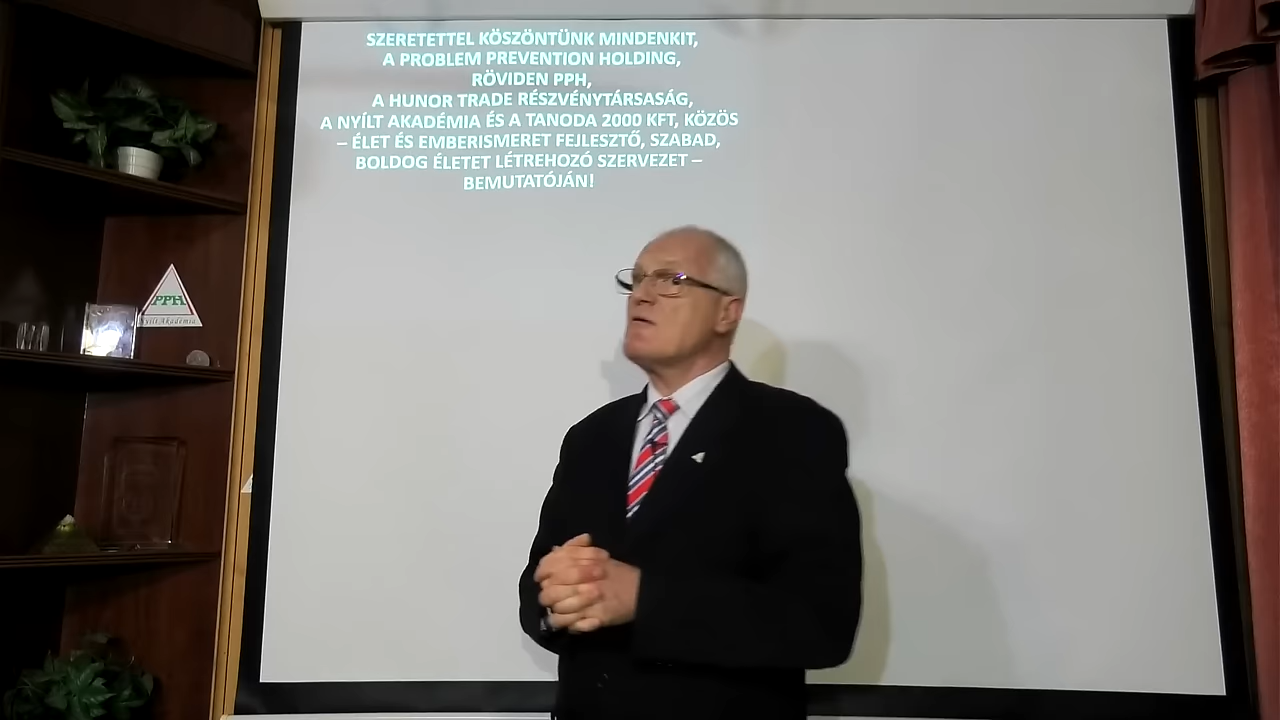 SZERETETTEL KÖSZÖNTÜNK MINDENKIT,
A PROBLEM PREVENTION HOLDING,
RÖVIDEN PPH,
A HUNOR TRADE RÉSZVÉNYTÁRSASÁG,
A NYÍLT AKADÉMIA ÉS A TANODA 2000 KFT, KÖZÖS
– ÉLET ÉS EMBERISMERET FEJLESZTŐ, SZABAD,
BOLDOG ÉLETET LÉTREHOZÓ SZERVEZET –
BEMUTATÓJÁN!
PPH
Nyílt Akadémia